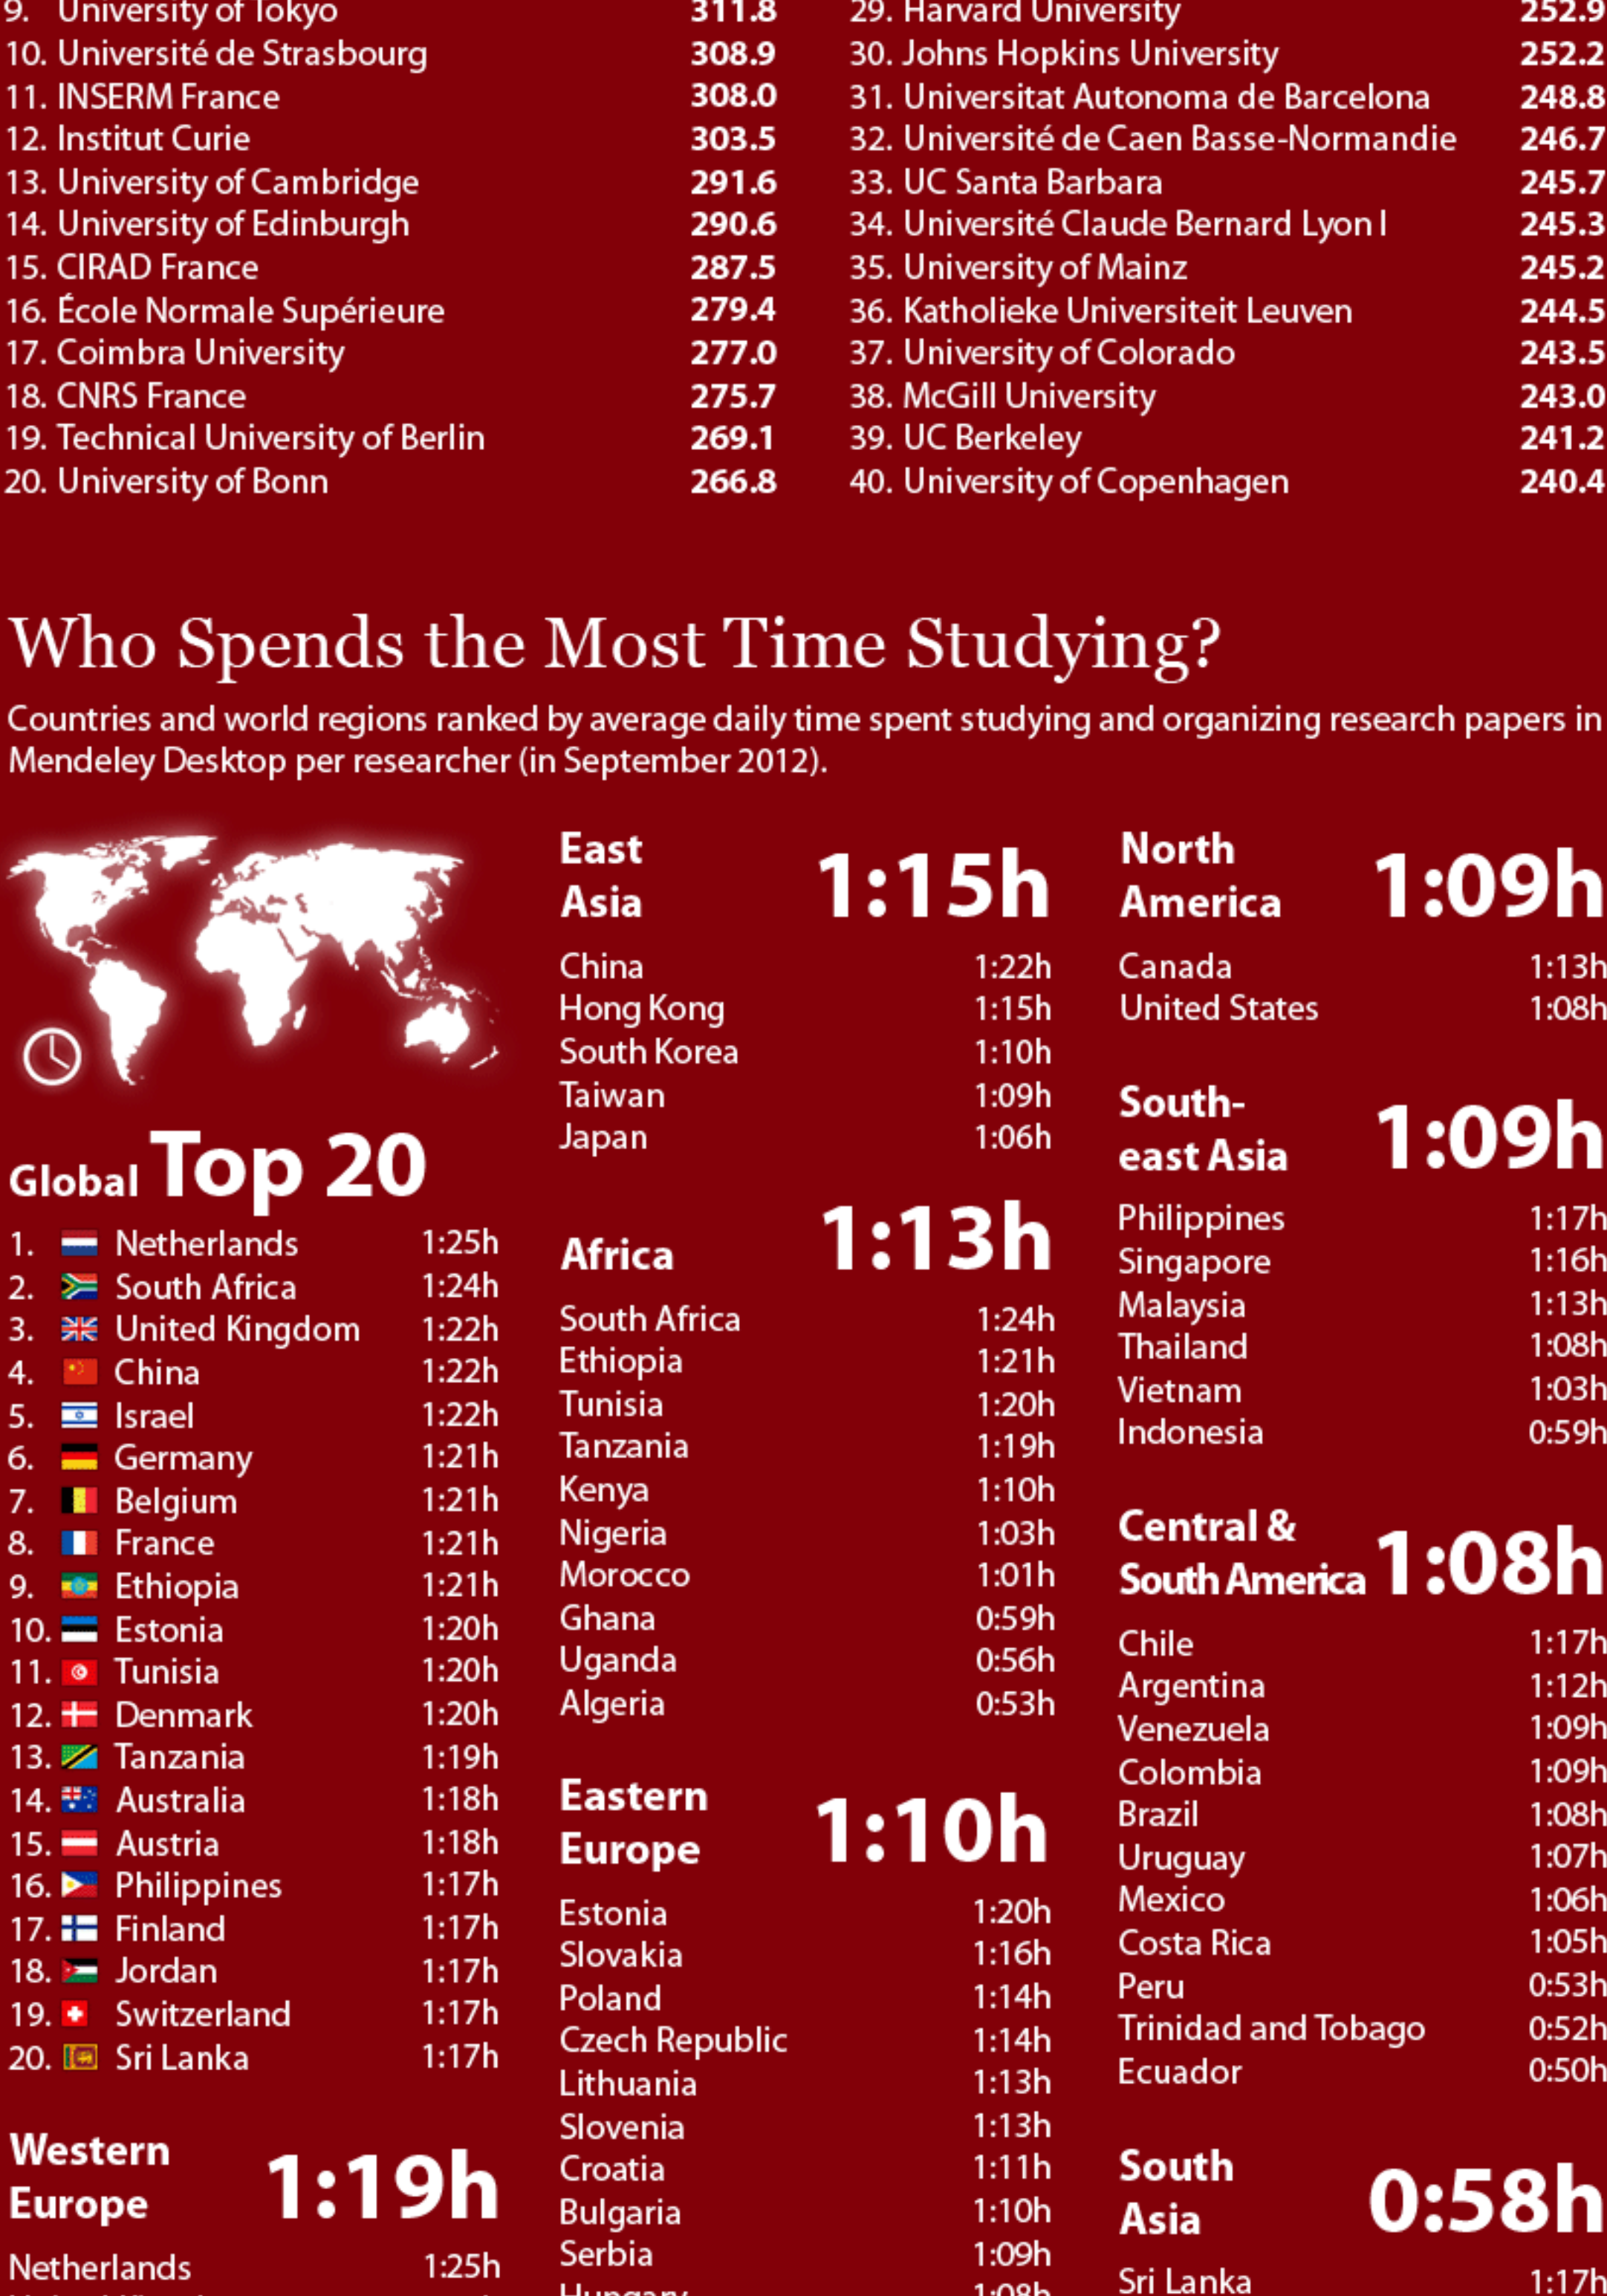 9. University of Tokyo 311.8
10. Université de Strasbourg 308.9
11. INSERM France 308.0
12. Institut Curie 303.5
13. University of Cambridge 291.6
14. University of Edinburgh 290.6
15. CIRAD France 287.5
16. École Normale Supérieure 279.4
17. Coimbra University 277.0
18. CNRS France 275.7
19. Technical University of Berlin 269.1
20. University of Bonn 266.8
29. Harvard University 252.9
30. Johns Hopkins University 252.2
31. Universitat Autonoma de Barcelona 248.8
32. Université de Caen Basse-Normandie 246.7
33. UC Santa Barbara 245.7
34. Université Claude Bernard Lyon I 245.3
35. University of Mainz 245.2
36. Katholieke Universiteit Leuven 244.5
37. University of Colorado 243.5
38. McGill University 243.0
39. UC Berkeley 241.2
40. University of Copenhagen 240.4
Who Spends the Most Time Studying?
Countries and world regions ranked by average daily time spent studying and organizing research papers in
Mendeley Desktop per researcher (in September 2012).
Global Top 20
1. Netherlands 1:25h
2. South Africa 1:24h
3. United Kingdom 1:22h
4. China 1:22h
5. Israel 1:22h
6. Germany 1:21h
7. Belgium 1:21h
8. France 1:21h
9. Ethiopia 1:21h
10. Estonia 1:20h
11. Tunisia 1:20h
12. Denmark 1:20h
13. Tanzania 1:19h
14. Australia 1:18h
15. Austria 1:18h
16. Philippines 1:17h
17. Finland 1:17h
18. Jordan 1:17h
19. Switzerland 1:17h
20. Sri Lanka 1:17h
Western
Europe 1:19h
Netherlands 1:25h
East
Asia 1:15h
China 1:22h
Hong Kong 1:15h
South Korea 1:10h
Taiwan 1:09h
Japan 1:06h
Africa 1:13h
South Africa 1:24h
Ethiopia 1:21h
Tunisia 1:20h
Tanzania 1:19h
Kenya 1:10h
Nigeria 1:03h
Morocco 1:01h
Ghana 0:59h
Uganda 0:56h
Algeria 0:53h
Eastern
Europe 1:10h
Estonia 1:20h
Slovakia 1:16h
Poland 1:14h
Czech Republic 1:14h
Lithuania 1:13h
Slovenia 1:13h
Croatia 1:11h
Bulgaria 1:10h
Serbia 1:09h
Hungary 1:08h
North
America 1:09h
Canada 1:13h
United States 1:08h
South-
east Asia 1:09h
Philippines 1:17h
Singapore 1:16h
Malaysia 1:13h
Thailand 1:08h
Vietnam 1:03h
Indonesia 0:59h
Central &
South America 1:08h
Chile 1:17h
Argentina 1:12h
Venezuela 1:09h
Colombia 1:09h
Brazil 1:08h
Uruguay 1:07h
Mexico 1:06h
Costa Rica 1:05h
Peru 0:53h
Trinidad and Tobago 0:52h
Ecuador 0:50h
South
Asia 0:58h
Sri Lanka 1:17h